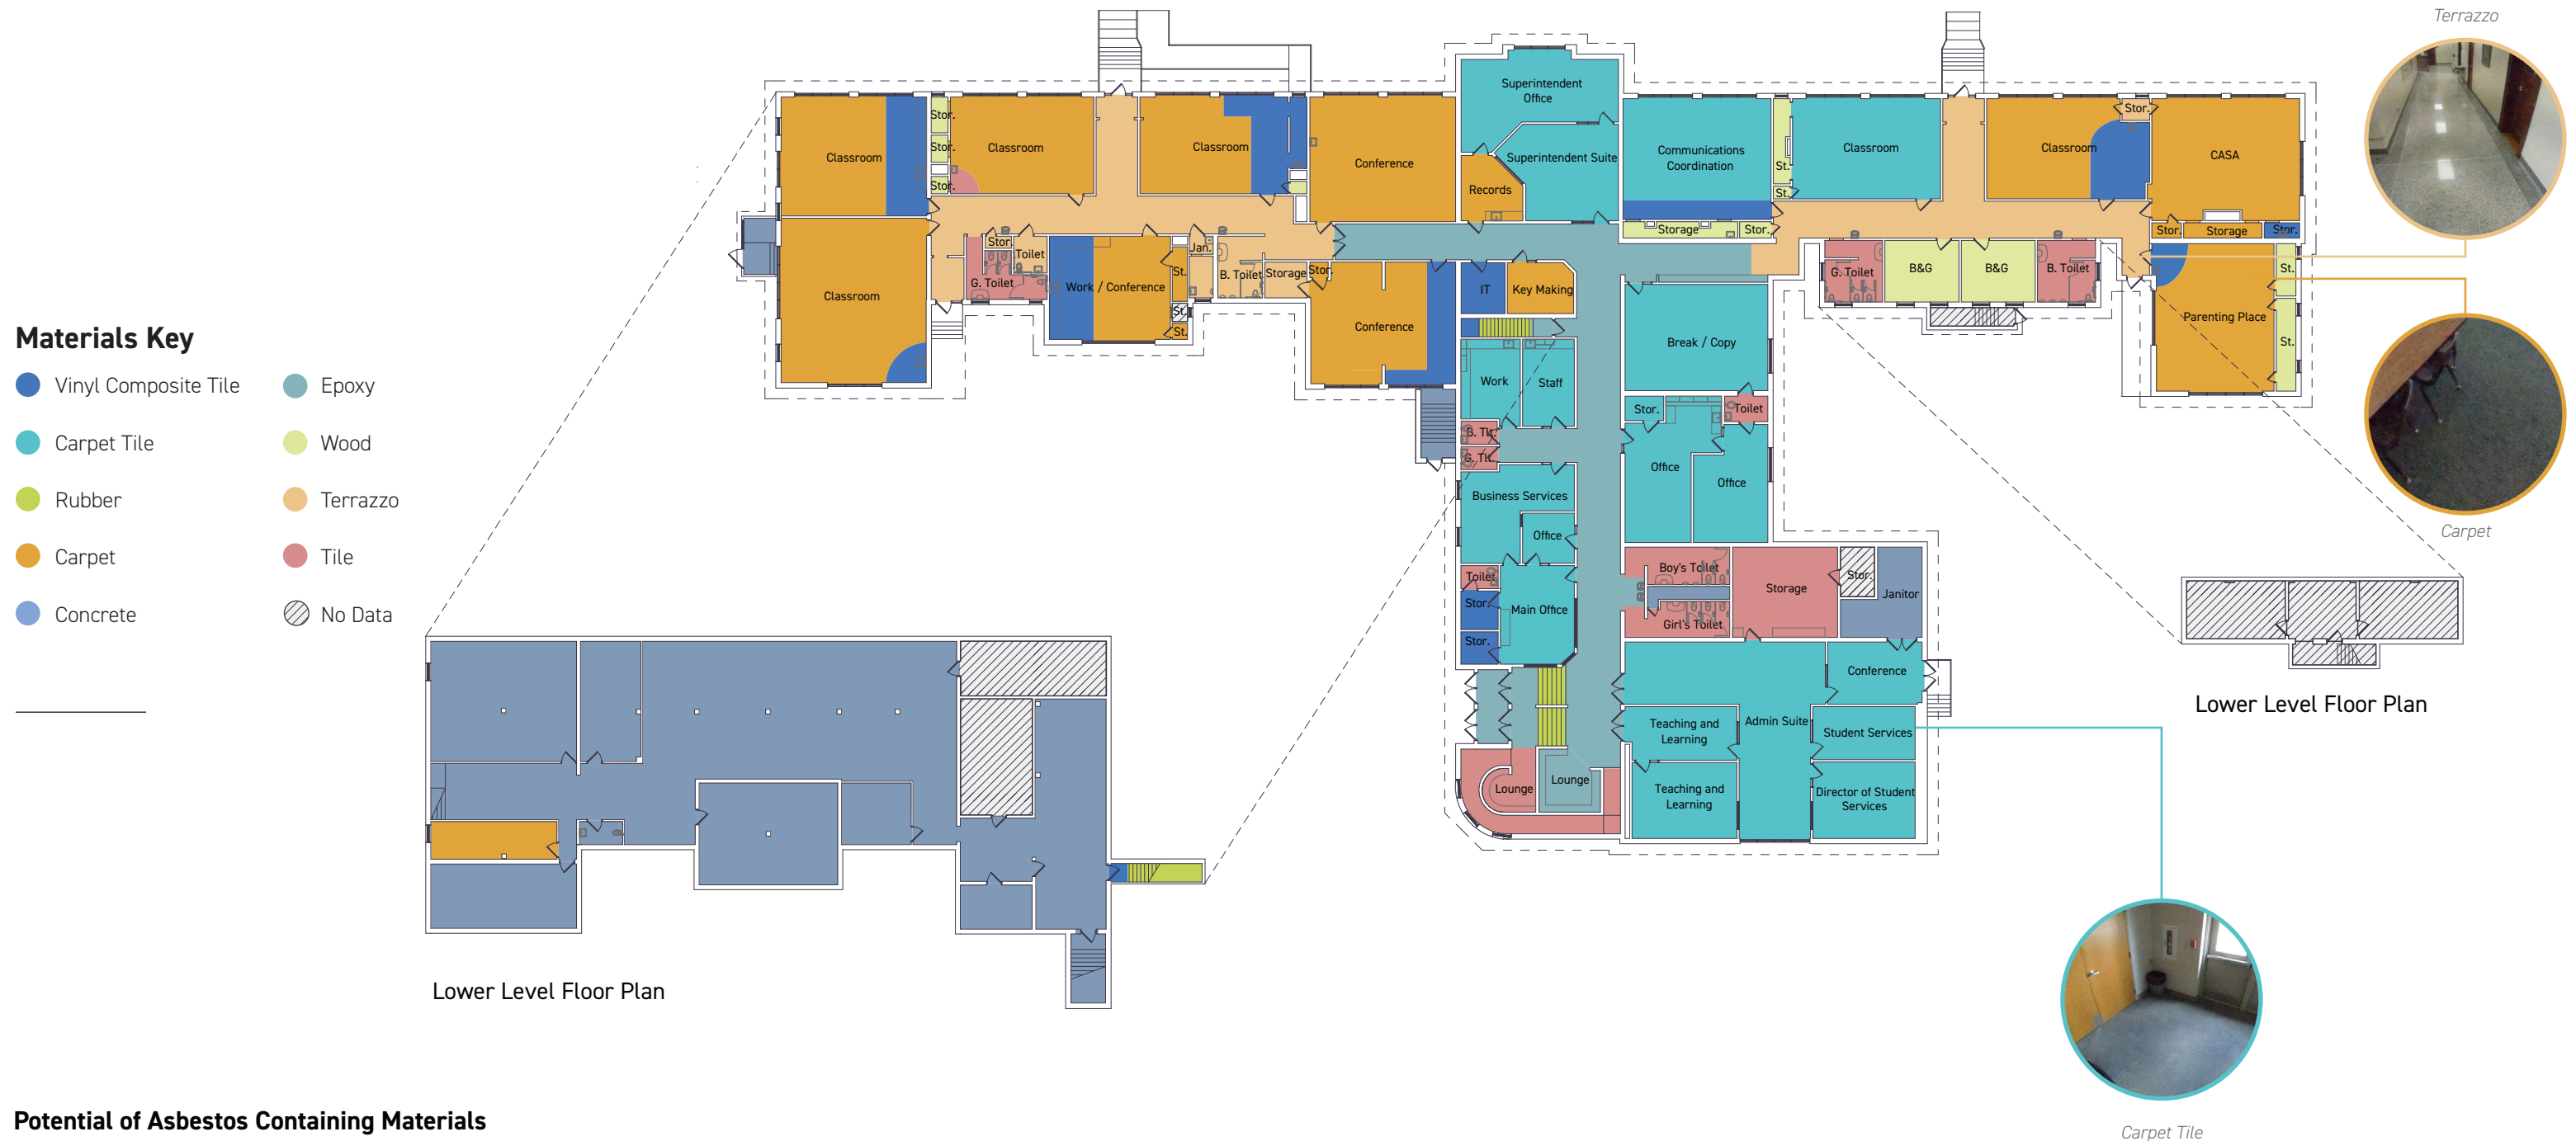 Terrazzo
Superintendent
Office
Stor.
Stor.
Classroom
Classroom
Classroom
Stor.
Stor.
Conference
Superintendent Suite
Records
Communications
Coordination
St.
St.
Classroom
Classroom
CASA
Storage
Stor.
Stor.
Storage
Stor.
Classroom
Stor.
Toilet
G. Toilet
Work / Conference
St.
St.
St.
Jan.
B. Toilet
Storage
Stor.
Conference
IT
Key Making
G. Toilet
B&G
B&G
B. Toilet
St.
Parenting Place
St.
Materials Key
Vinyl Composite Tile
Epoxy
Carpet Tile
Wood
Rubber
Terrazzo
Carpet
Tile
Concrete
No Data
Break / Copy
Work
Staff
Stor.
Toilet
B. Tlt.
G. Tlt.
Office
Office
Business Services
Office
Carpet
Toilet
Stor.
Main Office
Stor.
Boy's Toilet
Girl's Toilet
Storage
Stor.
Janitor
Conference
Teaching and
Learning
Admin Suite
Student Services
Lounge
Lounge
Teaching and
Learning
Director of Student
Services
Lower Level Floor Plan
Lower Level Floor Plan
Potential of Asbestos Containing Materials
Carpet Tile